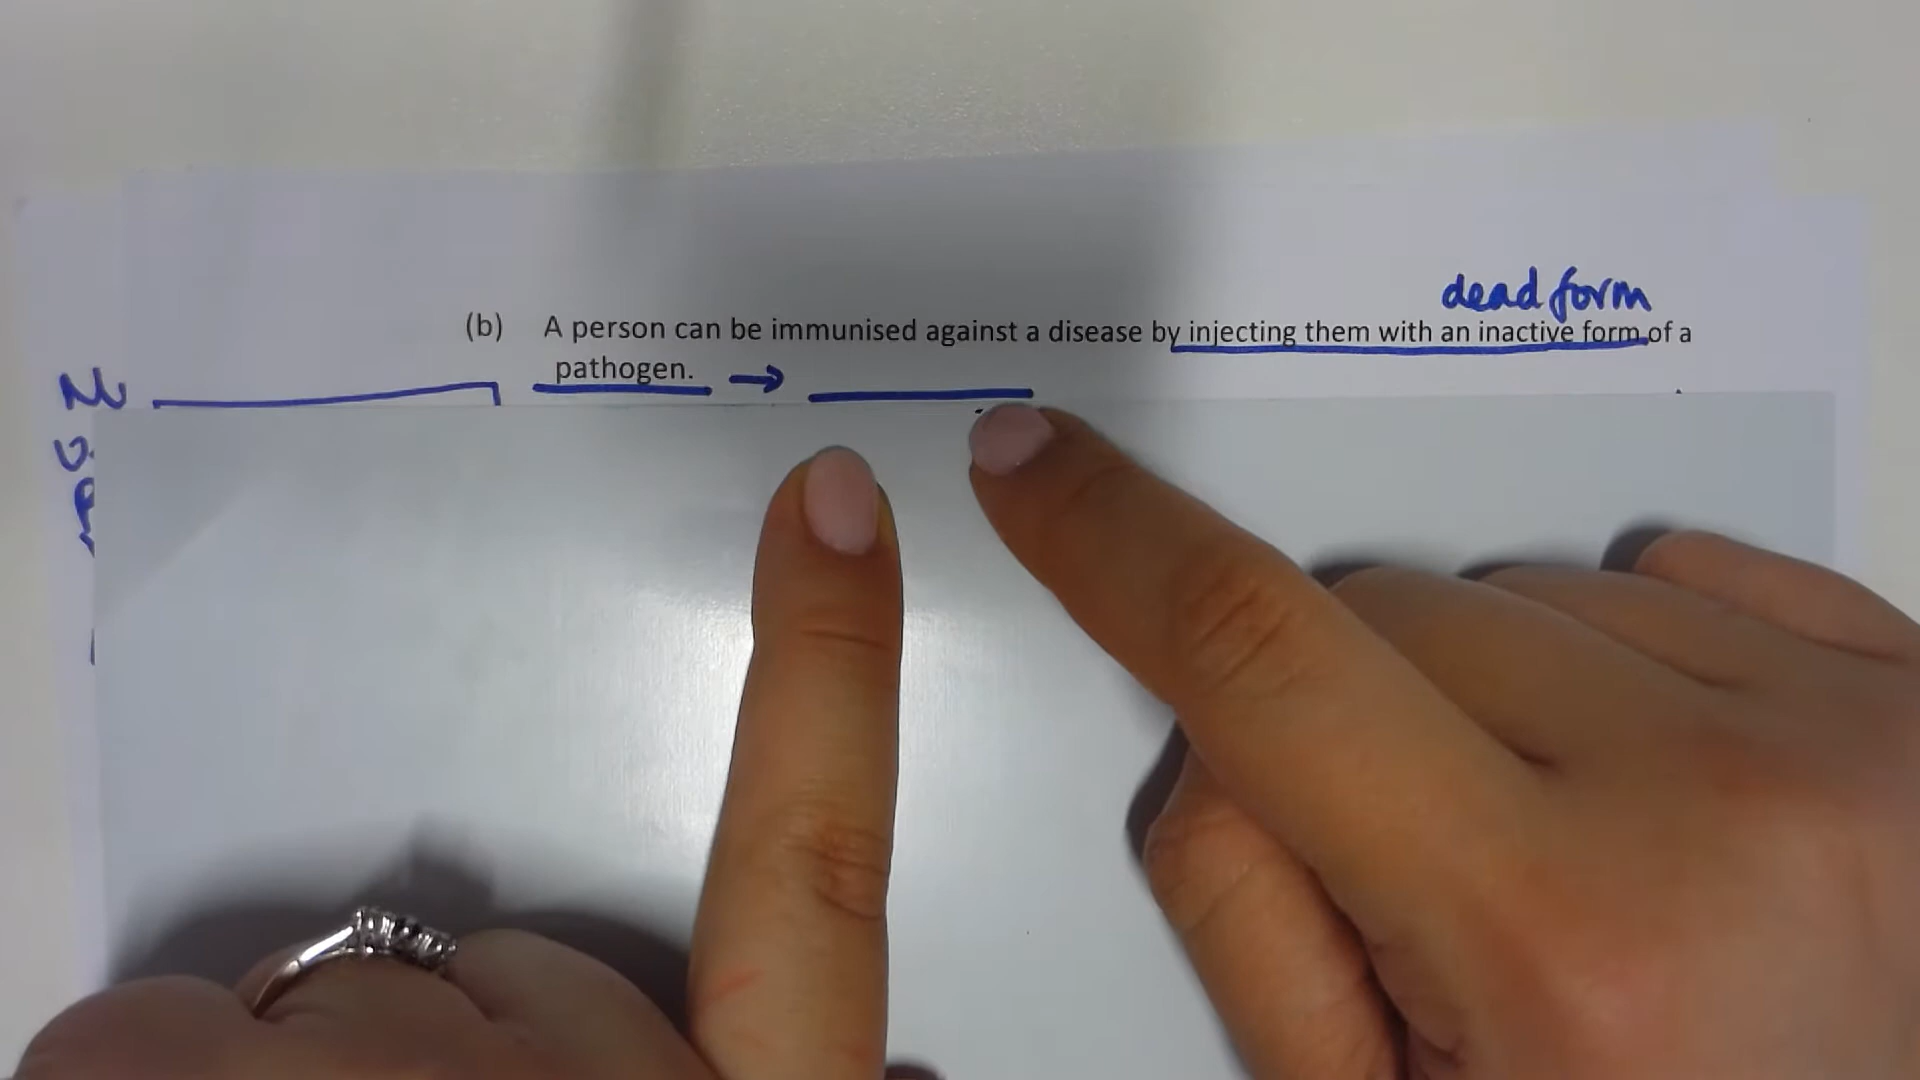 dead form
(b) A person can be immunised against a disease by injecting them with an inactive form of a
pathogen. →